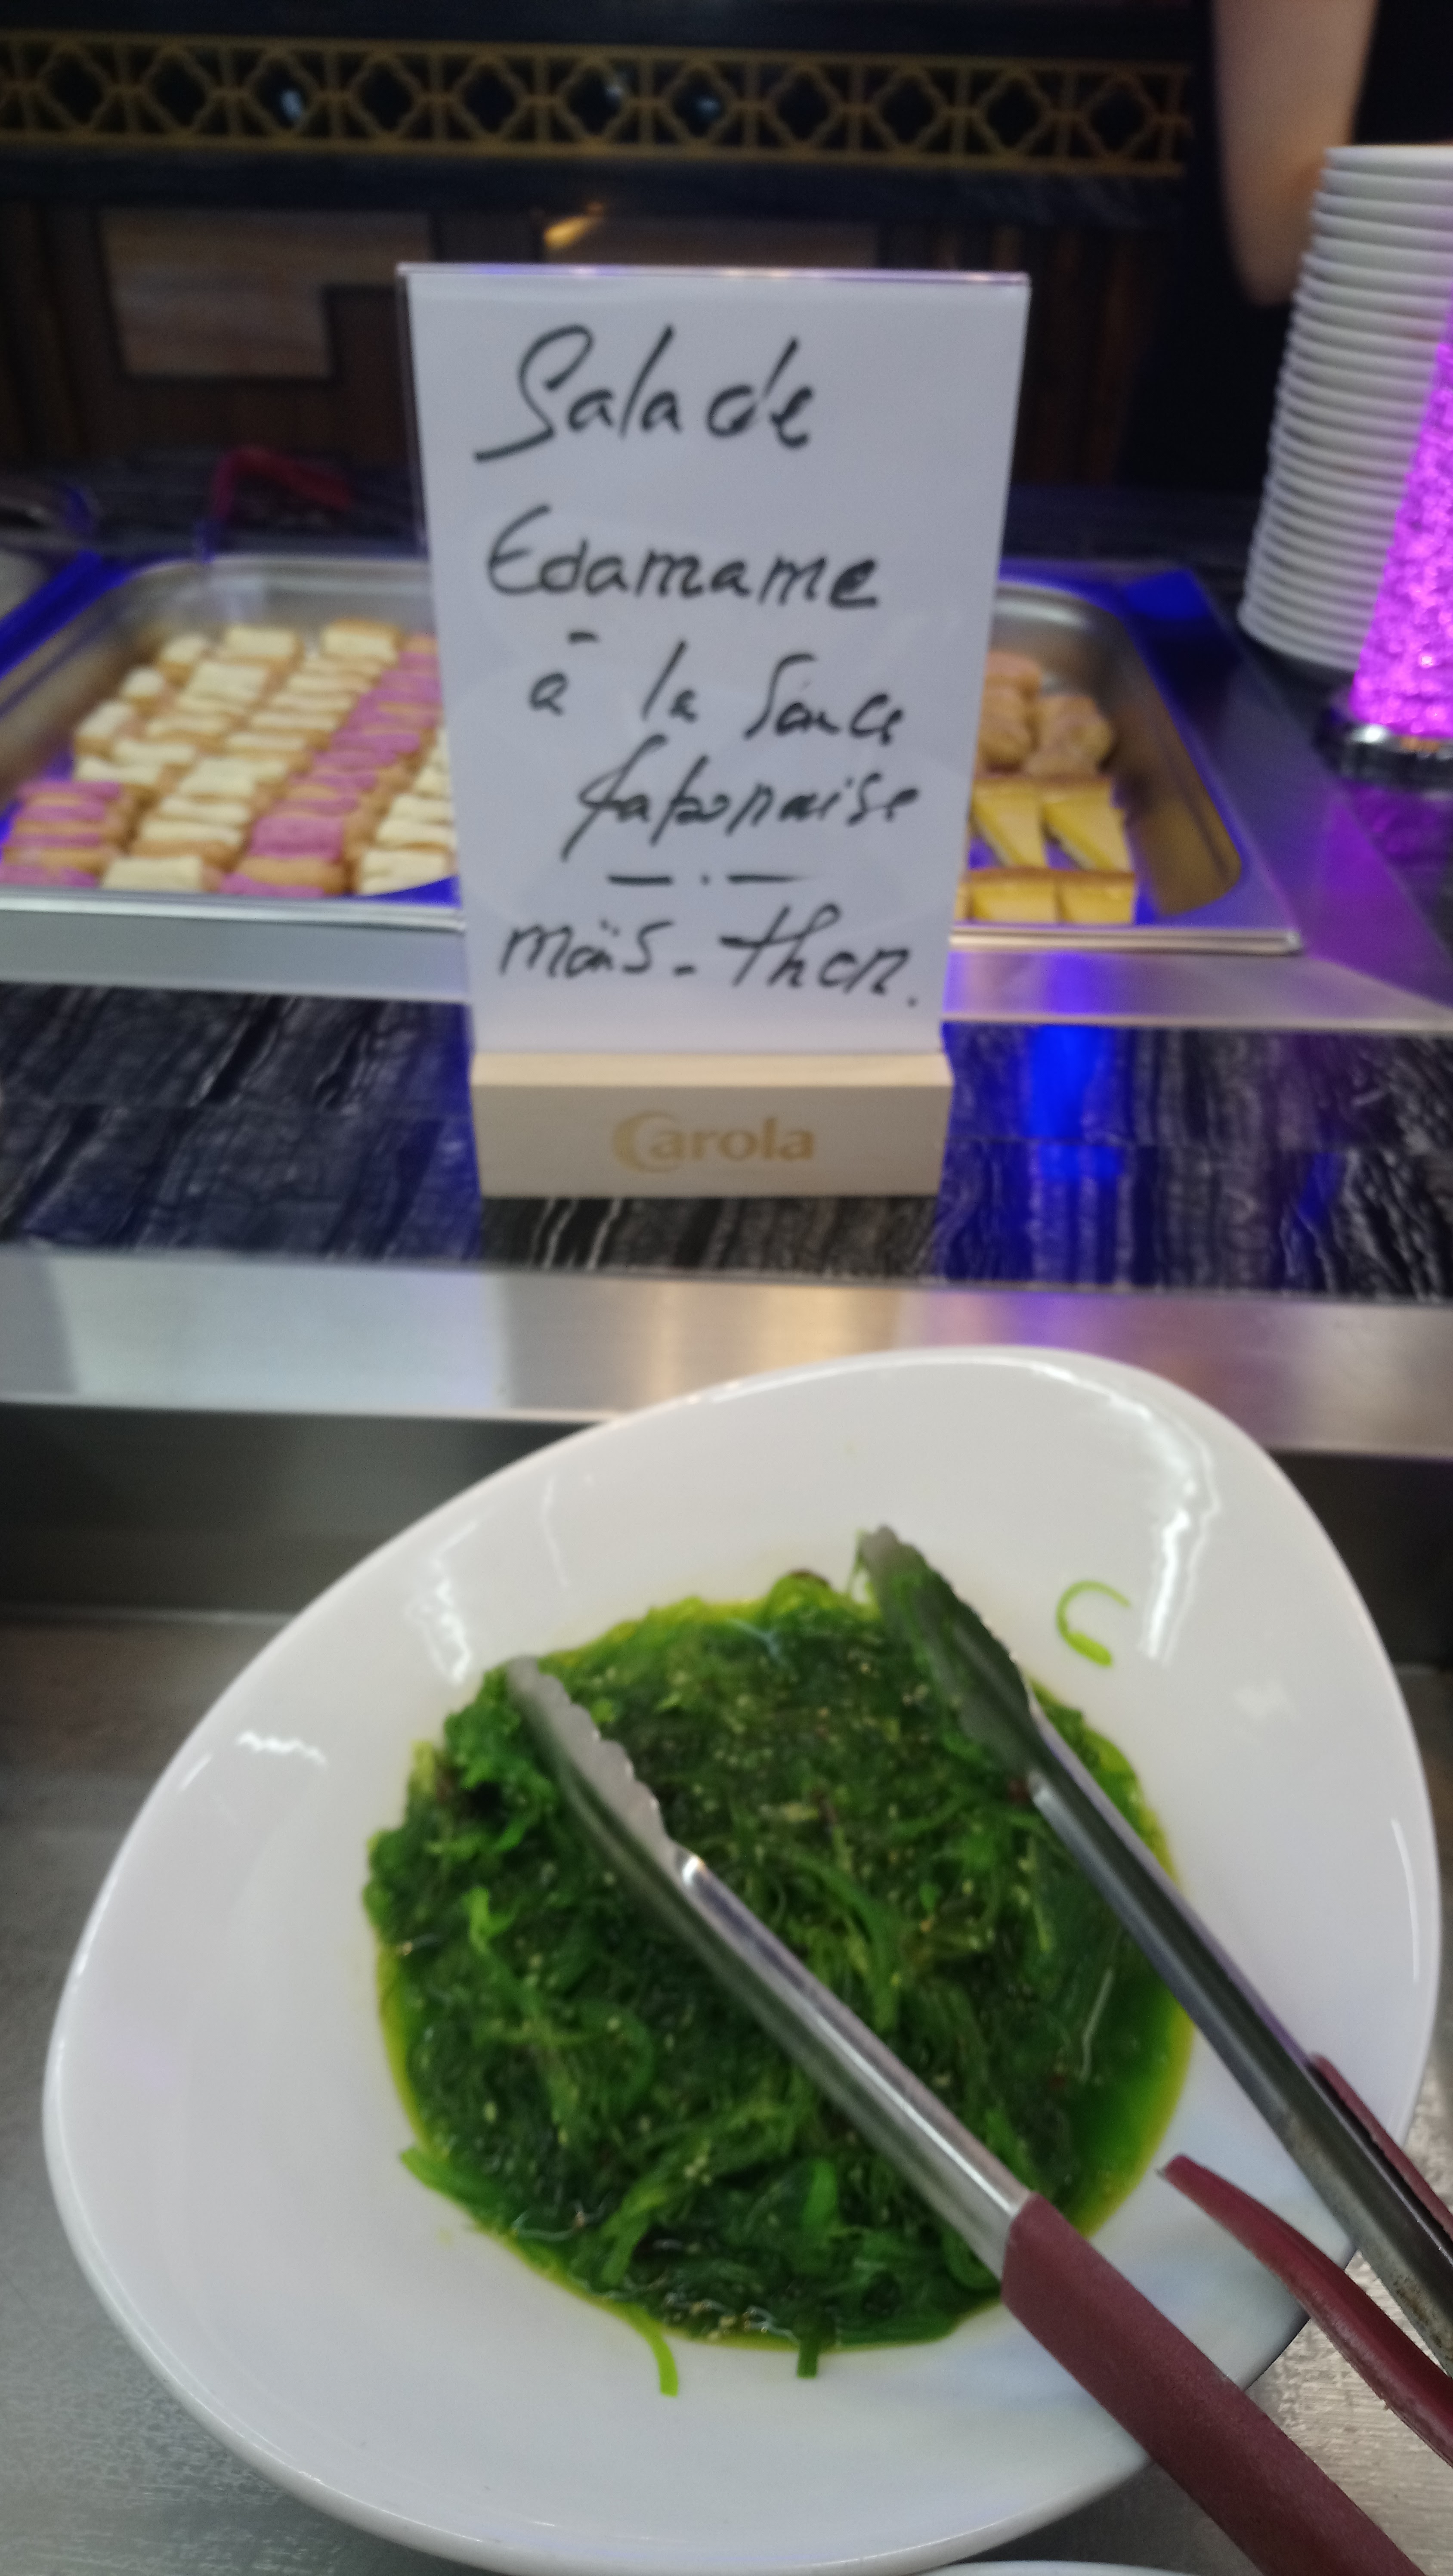 Salade
Edamame
à la Sauce
Japonaise
maïs - thon.
Carola